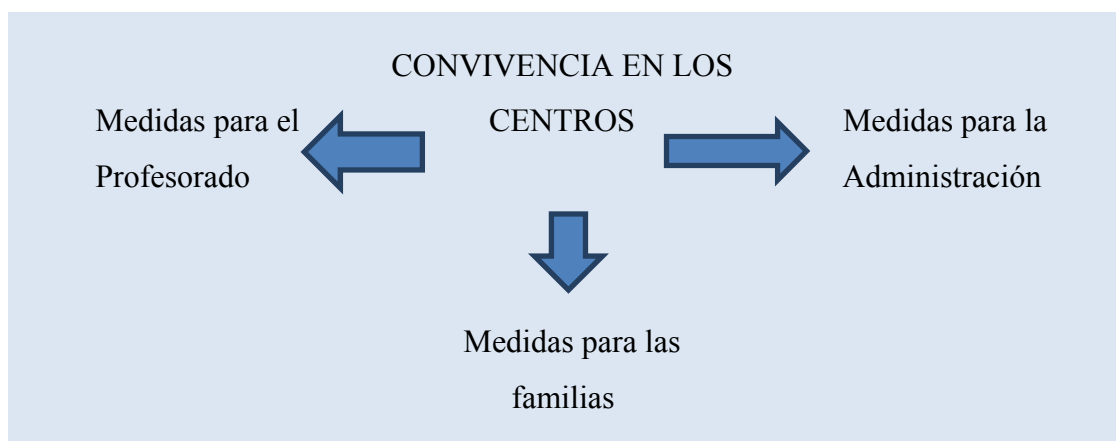 CONVIVENCIA EN LOS
CENTROS
Medidas para el
Profesorado
Medidas para la
Administración
Medidas para las
familias